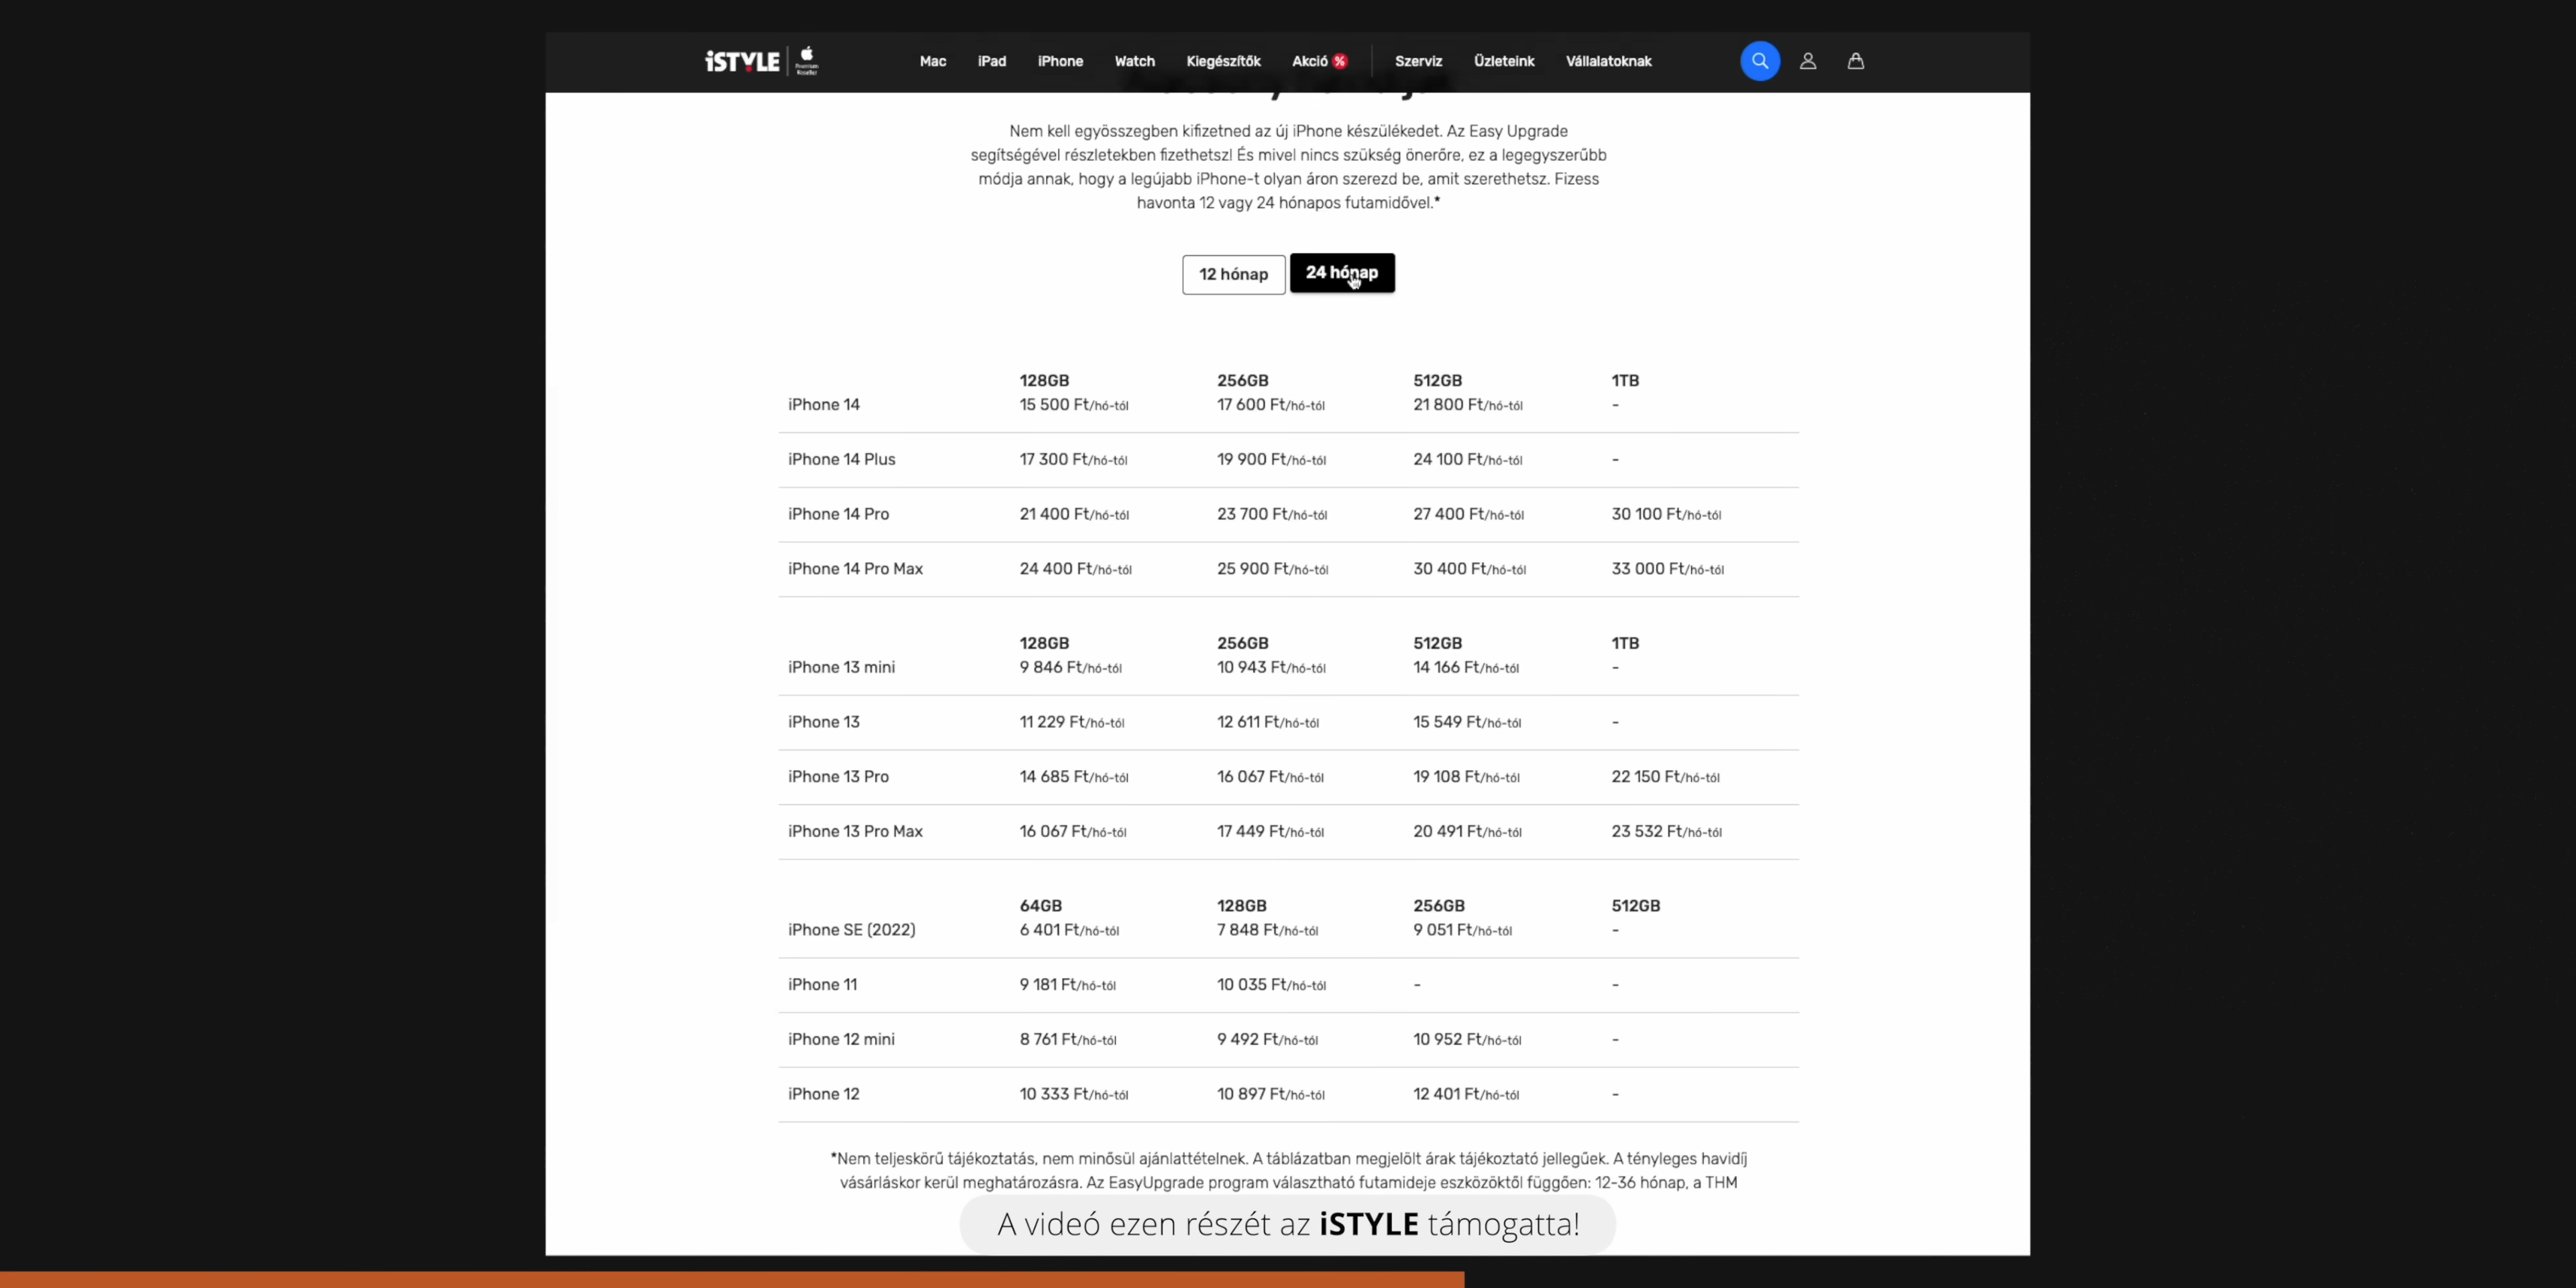 iSTYLE Premium Reseller Mac iPad iPhone Watch Kiegészítők Akció % Szerviz Üzleteink Vállalatoknak
Nem kell egyösszegben kifizetned az új iPhone készülékedet. Az Easy Upgrade
segítségével részletekben fizethetsz! És mivel nincs szükség önerőre, ez a legegyszerűbb
módja annak, hogy a legújabb iPhone-t olyan áron szerezd be, amit szerethetsz. Fizess
havonta 12 vagy 24 hónapos futamidővel.*
12 hónap 24 hónap
128GB 256GB 512GB 1TB
iPhone 14 15 500 Ft/hó-tól 17 600 Ft/hó-tól 21 800 Ft/hó-tól -
iPhone 14 Plus 17 300 Ft/hó-tól 19 900 Ft/hó-tól 24 100 Ft/hó-tól -
iPhone 14 Pro 21 400 Ft/hó-tól 23 700 Ft/hó-tól 27 400 Ft/hó-tól 30 100 Ft/hó-tól
iPhone 14 Pro Max 24 400 Ft/hó-tól 25 900 Ft/hó-tól 30 400 Ft/hó-tól 33 000 Ft/hó-tól
128GB 256GB 512GB 1TB
iPhone 13 mini 9 846 Ft/hó-tól 10 943 Ft/hó-tól 14 166 Ft/hó-tól -
iPhone 13 11 229 Ft/hó-tól 12 611 Ft/hó-tól 15 549 Ft/hó-tól -
iPhone 13 Pro 14 685 Ft/hó-tól 16 067 Ft/hó-tól 19 108 Ft/hó-tól 22 150 Ft/hó-tól
iPhone 13 Pro Max 16 067 Ft/hó-tól 17 449 Ft/hó-tól 20 491 Ft/hó-tól 23 532 Ft/hó-tól
64GB 128GB 256GB 512GB
iPhone SE (2022) 6 401 Ft/hó-tól 7 848 Ft/hó-tól 9 051 Ft/hó-tól -
iPhone 11 9 181 Ft/hó-tól 10 035 Ft/hó-tól - -
iPhone 12 mini 8 761 Ft/hó-tól 9 492 Ft/hó-tól 10 952 Ft/hó-tól -
iPhone 12 10 333 Ft/hó-tól 10 897 Ft/hó-tól 12 401 Ft/hó-tól -
*Nem teljeskörű tájékoztatás, nem minősül ajánlattételnek. A táblázatban megjelölt árak tájékoztató jellegűek. A tényleges havidíj
vásárláskor kerül meghatározásra. Az EasyUpgrade program választható futamideje eszközöktől függően: 12-36 hónap, a THM
A videó ezen részét az iSTYLE támogatta!